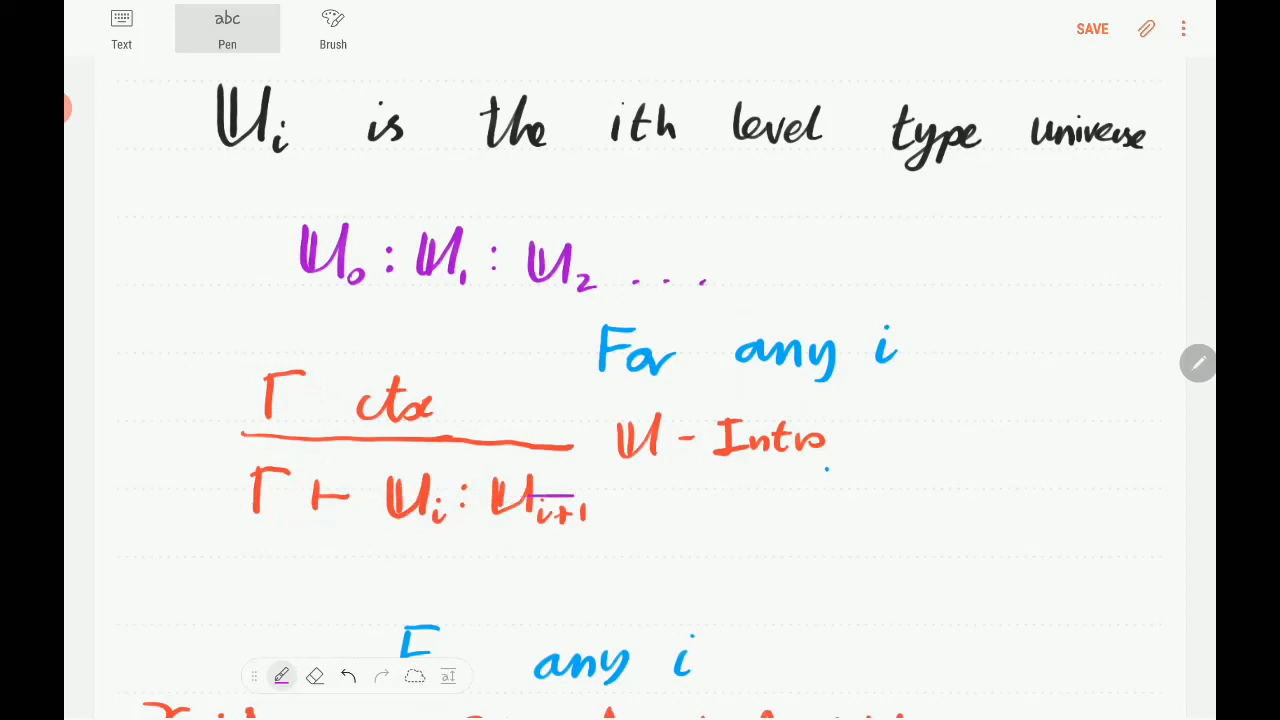 Text
abc
Pen
Brush
SAVE
𝕌i is the ith level type universe
𝕌0 : 𝕌1 : 𝕌2 ...
For any i
Γ ctx
𝕌 - Intro
Γ ⊢ 𝕌i : 𝕌i+1
any i